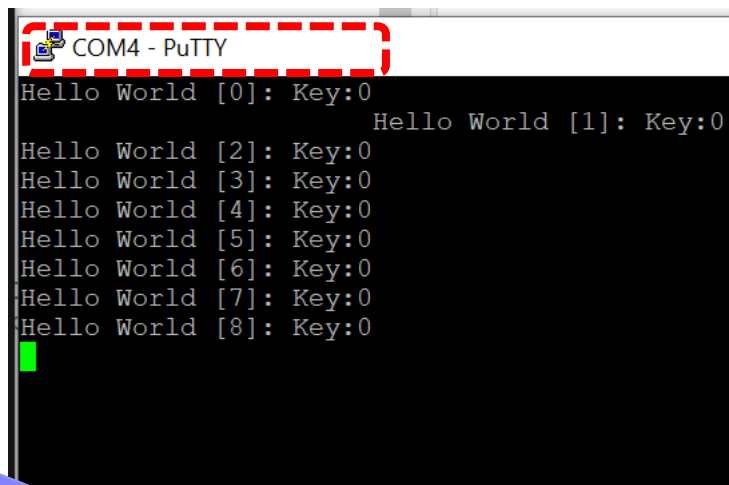 COM4 - PuTTY
Hello World [0]: Key:0
Hello World [1]: Key:0
Hello World [2]: Key:0
Hello World [3]: Key:0
Hello World [4]: Key:0
Hello World [5]: Key:0
Hello World [6]: Key:0
Hello World [7]: Key:0
Hello World [8]: Key:0